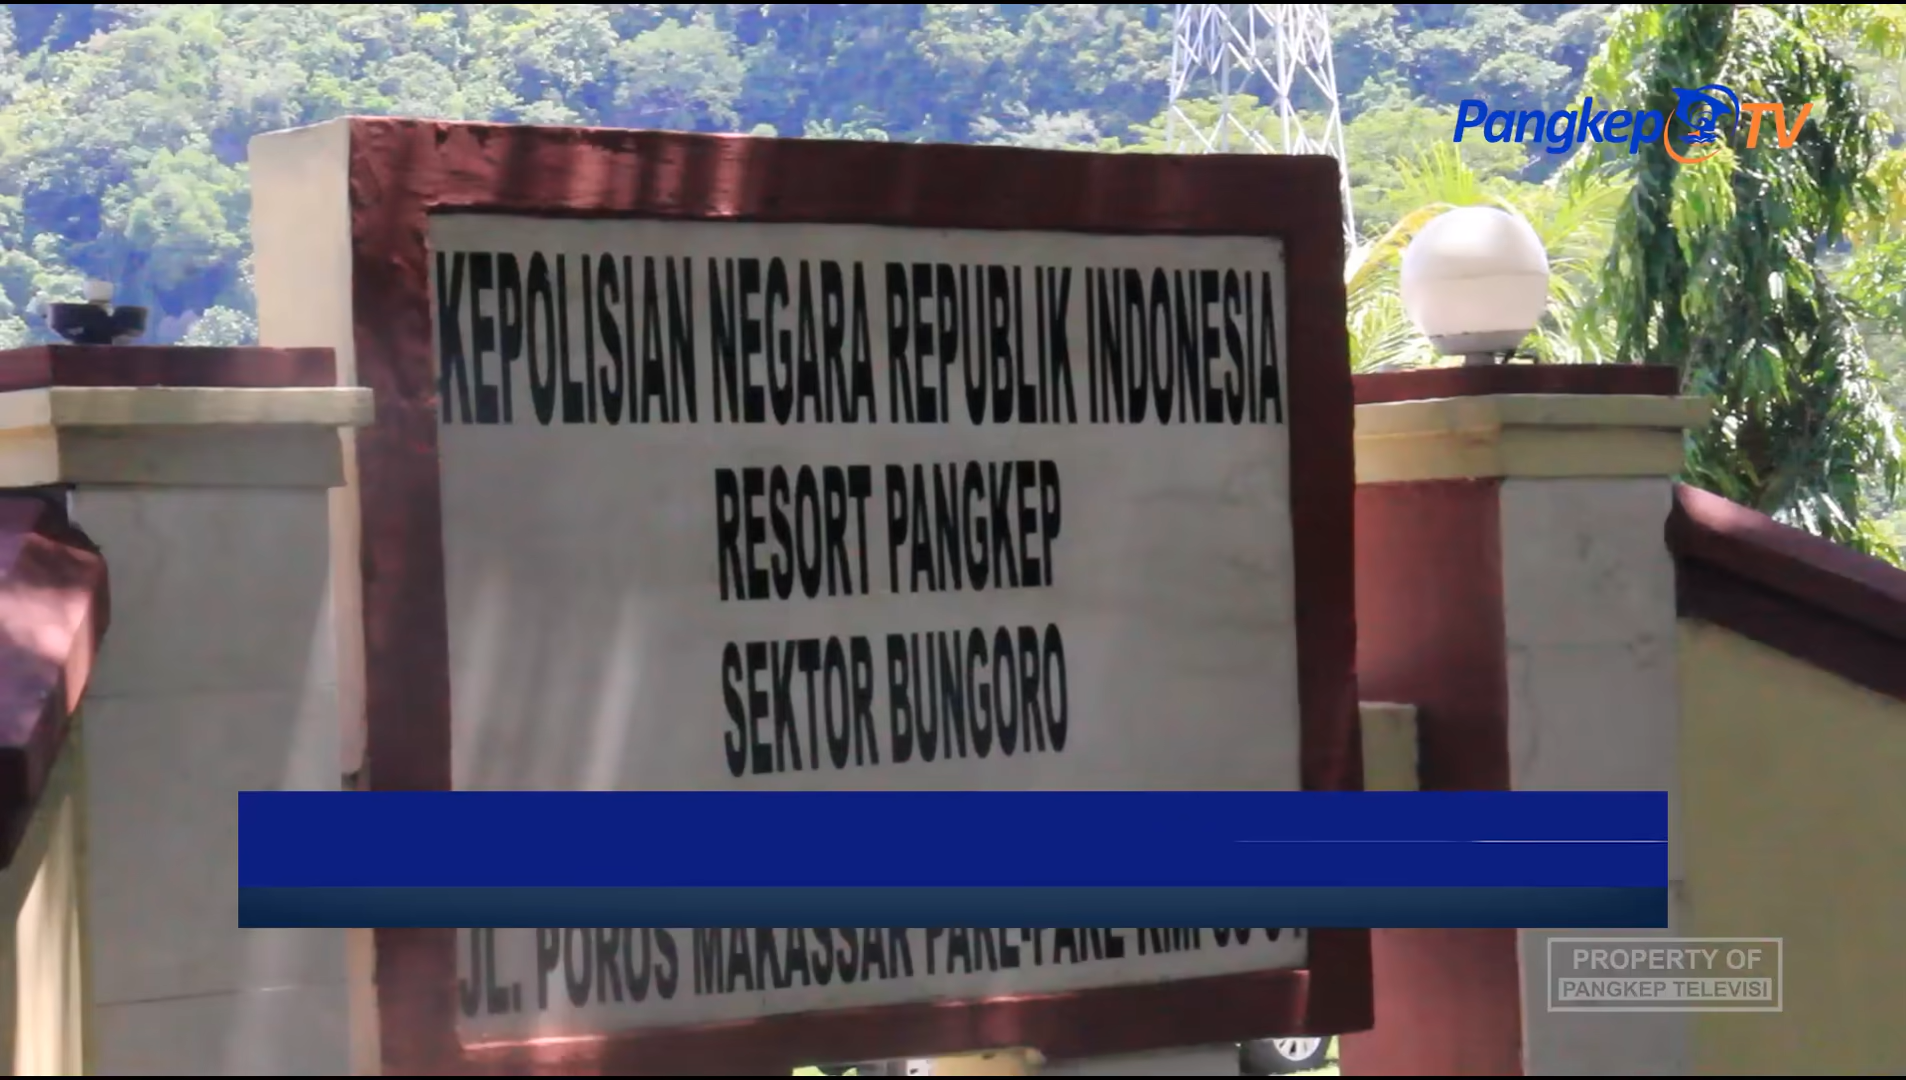 Pangkep TV
KEPOLISIAN NEGARA REPUBLIK INDONESIA
RESORT PANGKEP
SEKTOR BUNGORO
JL. POROS MAKASSAR PARE-PARE KM.
PROPERTY OF
PANGKEP TELEVISI